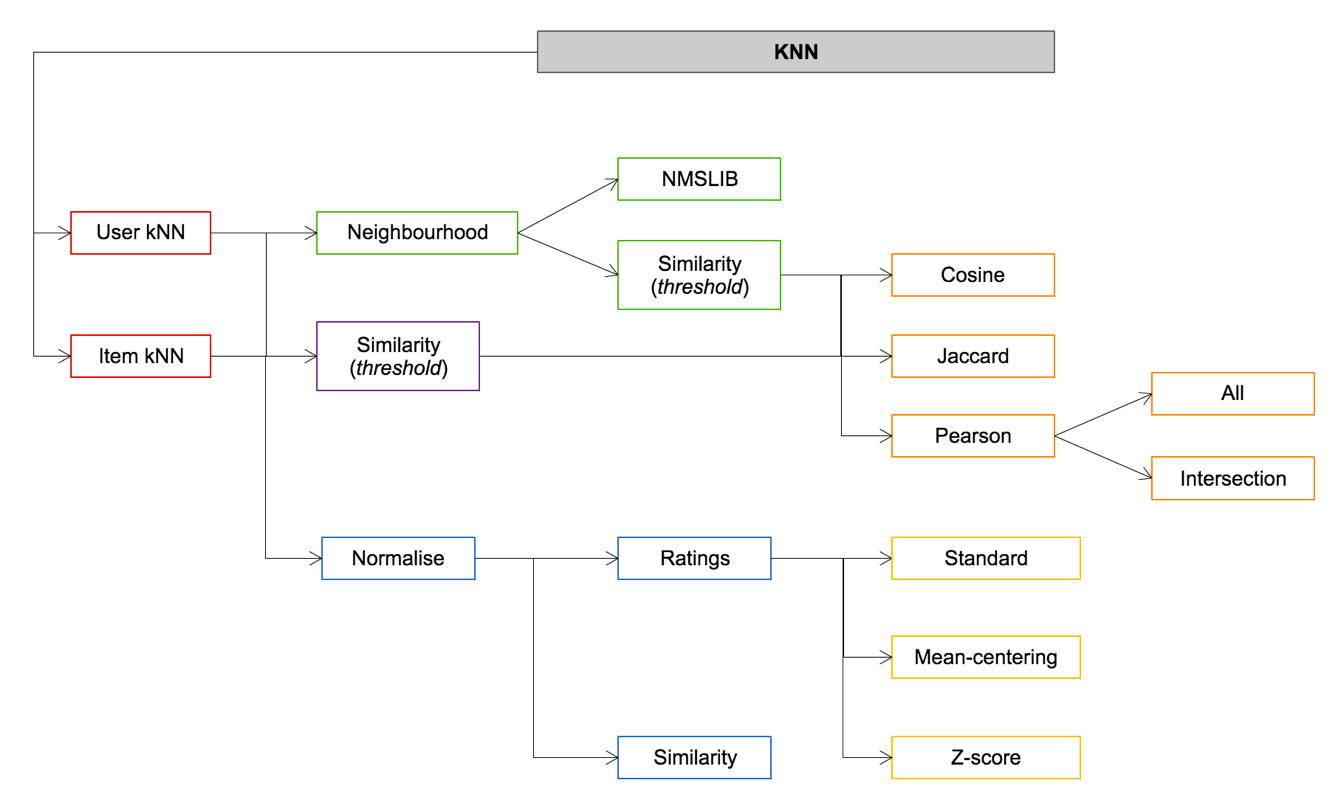 KNN
NMSLIB
User kNN
Neighbourhood
Similarity
(threshold)
Cosine
Item kNN
Similarity
(threshold)
Jaccard
All
Pearson
Intersection
Normalise
Ratings
Standard
Mean-centering
Similarity
Z-score